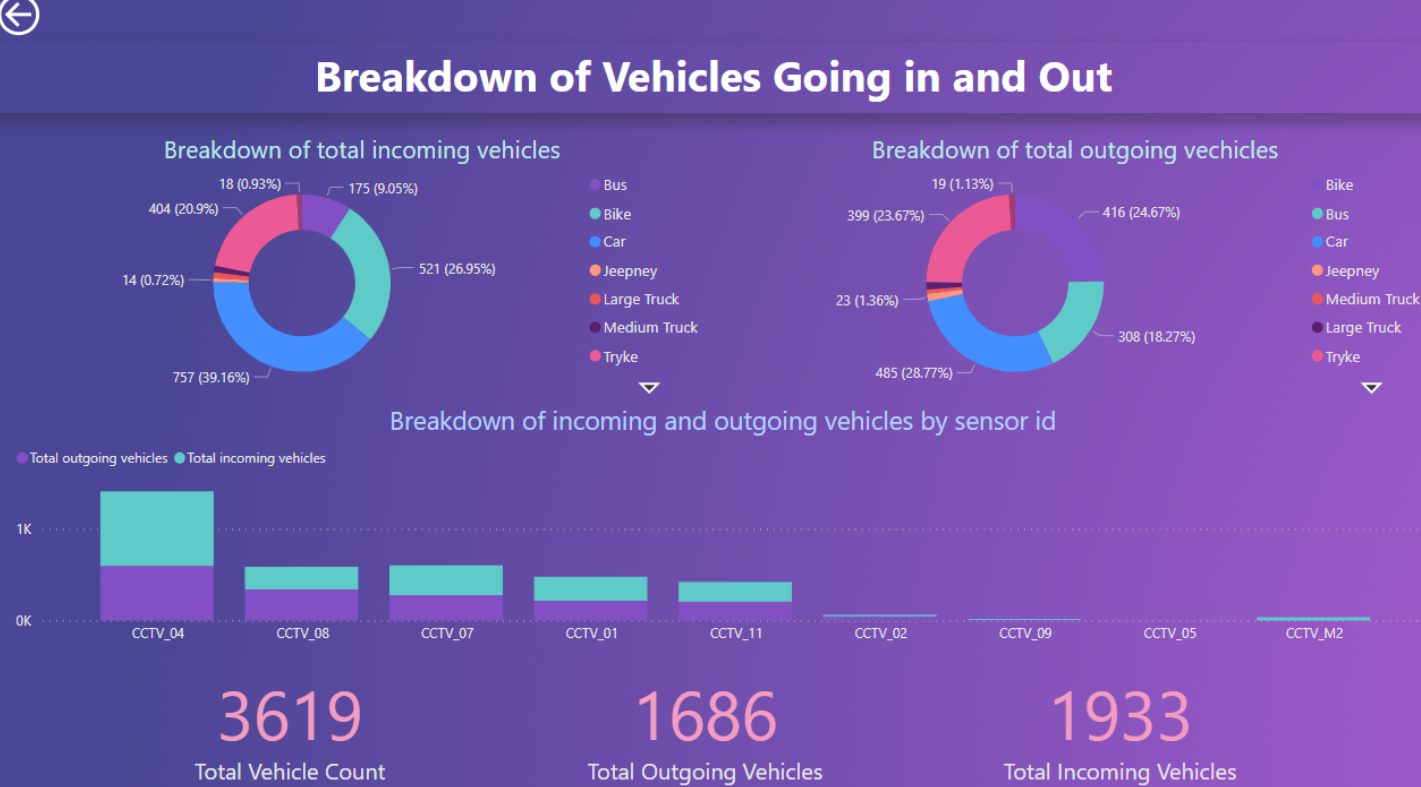 Breakdown of Vehicles Going in and Out
Breakdown of total incoming vehicles
18 (0.93%)
175 (9.05%)
404 (20.9%)
521 (26.95%)
14 (0.72%)
757 (39.16%)
Bus
Bike
Car
Jeepney
Large Truck
Medium Truck
Tryke
Breakdown of total outgoing vechicles
19 (1.13%)
416 (24.67%)
399 (23.67%)
23 (1.36%)
308 (18.27%)
485 (28.77%)
Bike
Bus
Car
Jeepney
Medium Truck
Large Truck
Tryke
Breakdown of incoming and outgoing vehicles by sensor id
Total outgoing vehicles Total incoming vehicles
1K
0K
CCTV_04 CCTV_08 CCTV_07 CCTV_01 CCTV_11 CCTV_02 CCTV_09 CCTV_05 CCTV_M2
3619 1686 1933
Total Vehicle Count Total Outgoing Vehicles Total Incoming Vehicles